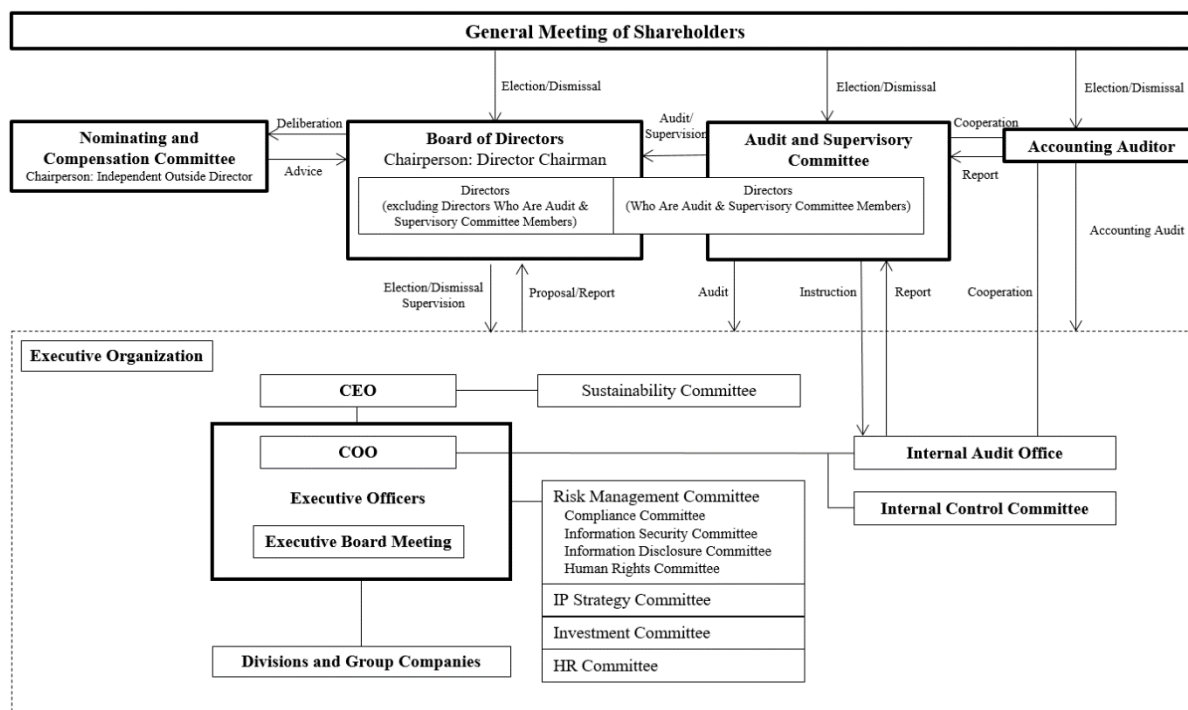 General Meeting of Shareholders
Election/Dismissal
Election/Dismissal
Election/Dismissal
Nominating and
Compensation Committee
Chairperson: Independent Outside Director
Deliberation
Advice
Board of Directors
Chairperson: Director Chairman
Audit/
Supervision
Audit and Supervisory
Committee
Cooperation
Report
Accounting Auditor
Directors
(excluding Directors Who Are Audit &
Supervisory Committee Members)
Directors
(Who Are Audit & Supervisory Committee Members)
Accounting Audit
Election/Dismissal
Supervision
Proposal/Report
Audit
Instruction
Report
Cooperation
Executive Organization
CEO
Sustainability Committee
COO
Internal Audit Office
Executive Officers
Executive Board Meeting
Risk Management Committee
Compliance Committee
Information Security Committee
Information Disclosure Committee
Human Rights Committee
Internal Control Committee
IP Strategy Committee
Investment Committee
HR Committee
Divisions and Group Companies